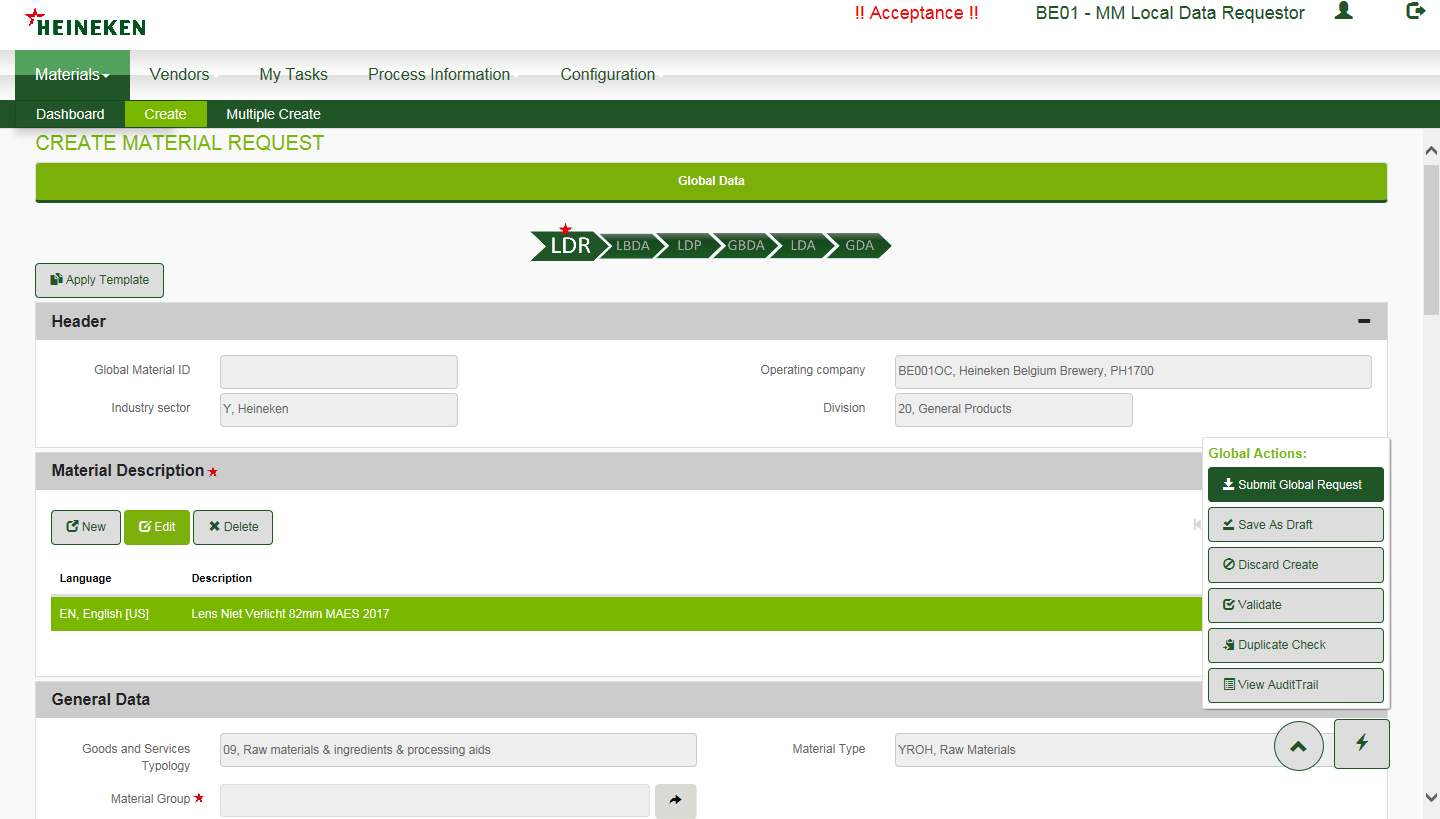 HEINEKEN
!! Acceptance !!
BE01 - MM Local Data Requestor
Materials
Vendors
My Tasks
Process Information
Configuration
Dashboard
Create
Multiple Create
CREATE MATERIAL REQUEST
Global Data
LDR
LBDA
LDP
GBDA
LDA
GDA
Apply Template
Header
Global Material ID
Operating company
BE001OC, Heineken Belgium Brewery, PH1700
Industry sector
Y, Heineken
Division
20, General Products
Material Description
New
Edit
Delete
Language
Description
EN, English [US]
Lens Niet Verlicht 82mm MAES 2017
Global Actions:
Submit Global Request
Save As Draft
Discard Create
Validate
Duplicate Check
View AuditTrail
General Data
Goods and Services
Typology
09, Raw materials & ingredients & processing aids
Material Type
YROH, Raw Materials
Material Group